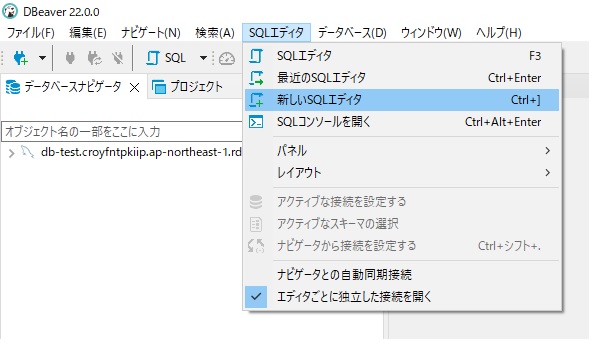 DBeaver 22.0.0
ファイル(F) 編集(E) ナビゲート(N) 検索(A) SQLエディタ データベース(D) ウィンドウ(W) ヘルプ(H)
SQL
データベースナビゲータ プロジェクト
オブジェクト名の一部をここに入力
db-test.croyfntpkiip.ap-northeast-1.rd
SQLエディタ F3
最近のSQLエディタ Ctrl+Enter
新しいSQLエディタ Ctrl+]
SQLコンソールを開く Ctrl+Alt+Enter
パネル
レイアウト
アクティブな接続を設定する
アクティブなスキーマの選択
ナビゲータから接続を設定する Ctrl+シフト+.
ナビゲータとの自動同期接続
エディタごとに独立した接続を開く